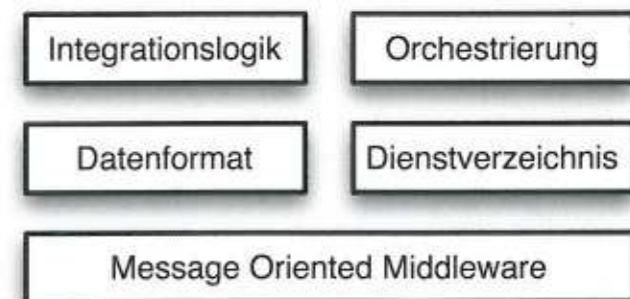 Integrationslogik
Orchestrierung
Datenformat
Dienstverzeichnis
Message Oriented Middleware